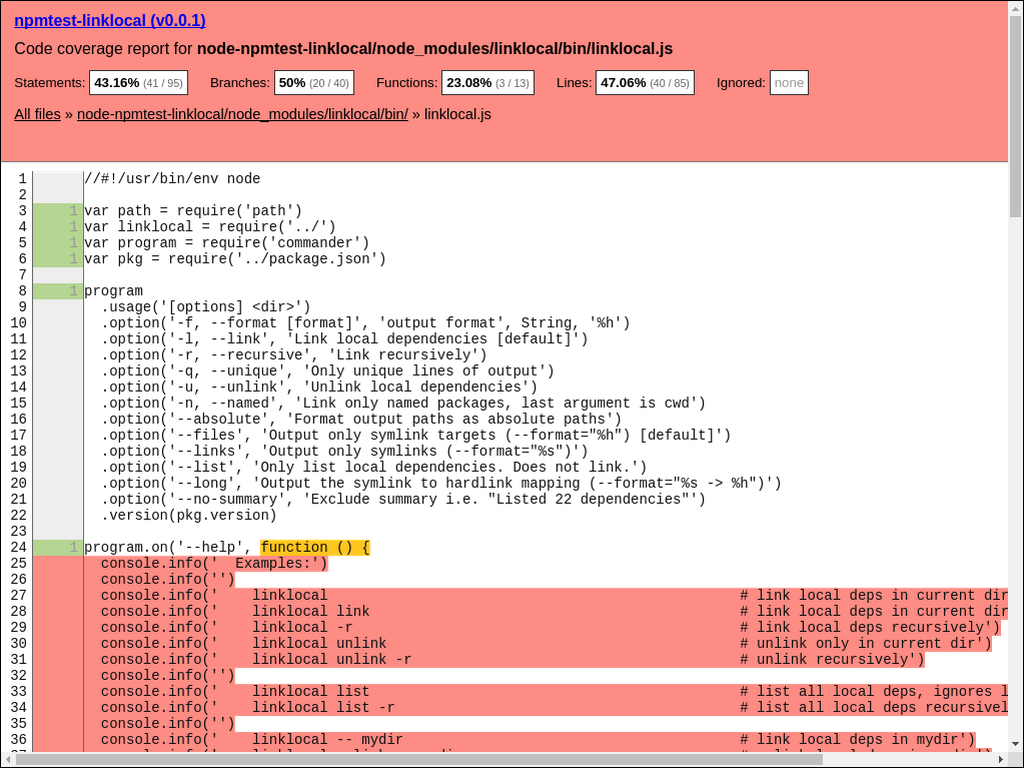 npmtest-linklocal (v0.0.1)
Code coverage report for node-npmtest-linklocal/node_modules/linklocal/bin/linklocal.js
Statements: 43.16% (41 / 95) Branches: 50% (20 / 40) Functions: 23.08% (3 / 13) Lines: 47.06% (40 / 85) Ignored: none
All files » node-npmtest-linklocal/node_modules/linklocal/bin/ » linklocal.js
1 //#!/usr/bin/env node
2
3 1 var path = require('path')
4 1 var linklocal = require('../')
5 1 var program = require('commander')
6 1 var pkg = require('../package.json')
7
8 1 program
9 .usage('[options] <dir>')
10 .option('-f, --format [format]', 'output format', String, '%h')
11 .option('-l, --link', 'Link local dependencies [default]')
12 .option('-r, --recursive', 'Link recursively')
13 .option('-q, --unique', 'Only unique lines of output')
14 .option('-u, --unlink', 'Unlink local dependencies')
15 .option('-n, --named', 'Link only named packages, last argument is cwd')
16 .option('--absolute', 'Format output paths as absolute paths')
17 .option('--files', 'Output only symlink targets (--format="%h") [default]')
18 .option('--links', 'Output only symlinks (--format="%s")')
19 .option('--list', 'Only list local dependencies. Does not link.')
20 .option('--long', 'Output the symlink to hardlink mapping (--format="%s -> %h")')
21 .option('--no-summary', 'Exclude summary i.e. "Listed 22 dependencies"')
22 .version(pkg.version)
23
24 1 program.on('--help', function () {
25 console.info('  Examples:')
26 console.info('')
27 console.info('    linklocal # link local deps in current dir
28 console.info('    linklocal link # link local deps in current dir
29 console.info('    linklocal -r # link local deps recursively')
30 console.info('    linklocal unlink # unlink only in current dir')
31 console.info('    linklocal unlink -r # unlink recursively')
32 console.info('')
33 console.info('    linklocal list # list all local deps, ignores l
34 console.info('    linklocal list -r # list all local deps recursivel
35 console.info('')
36 console.info('    linklocal -- mydir # link local deps in mydir')